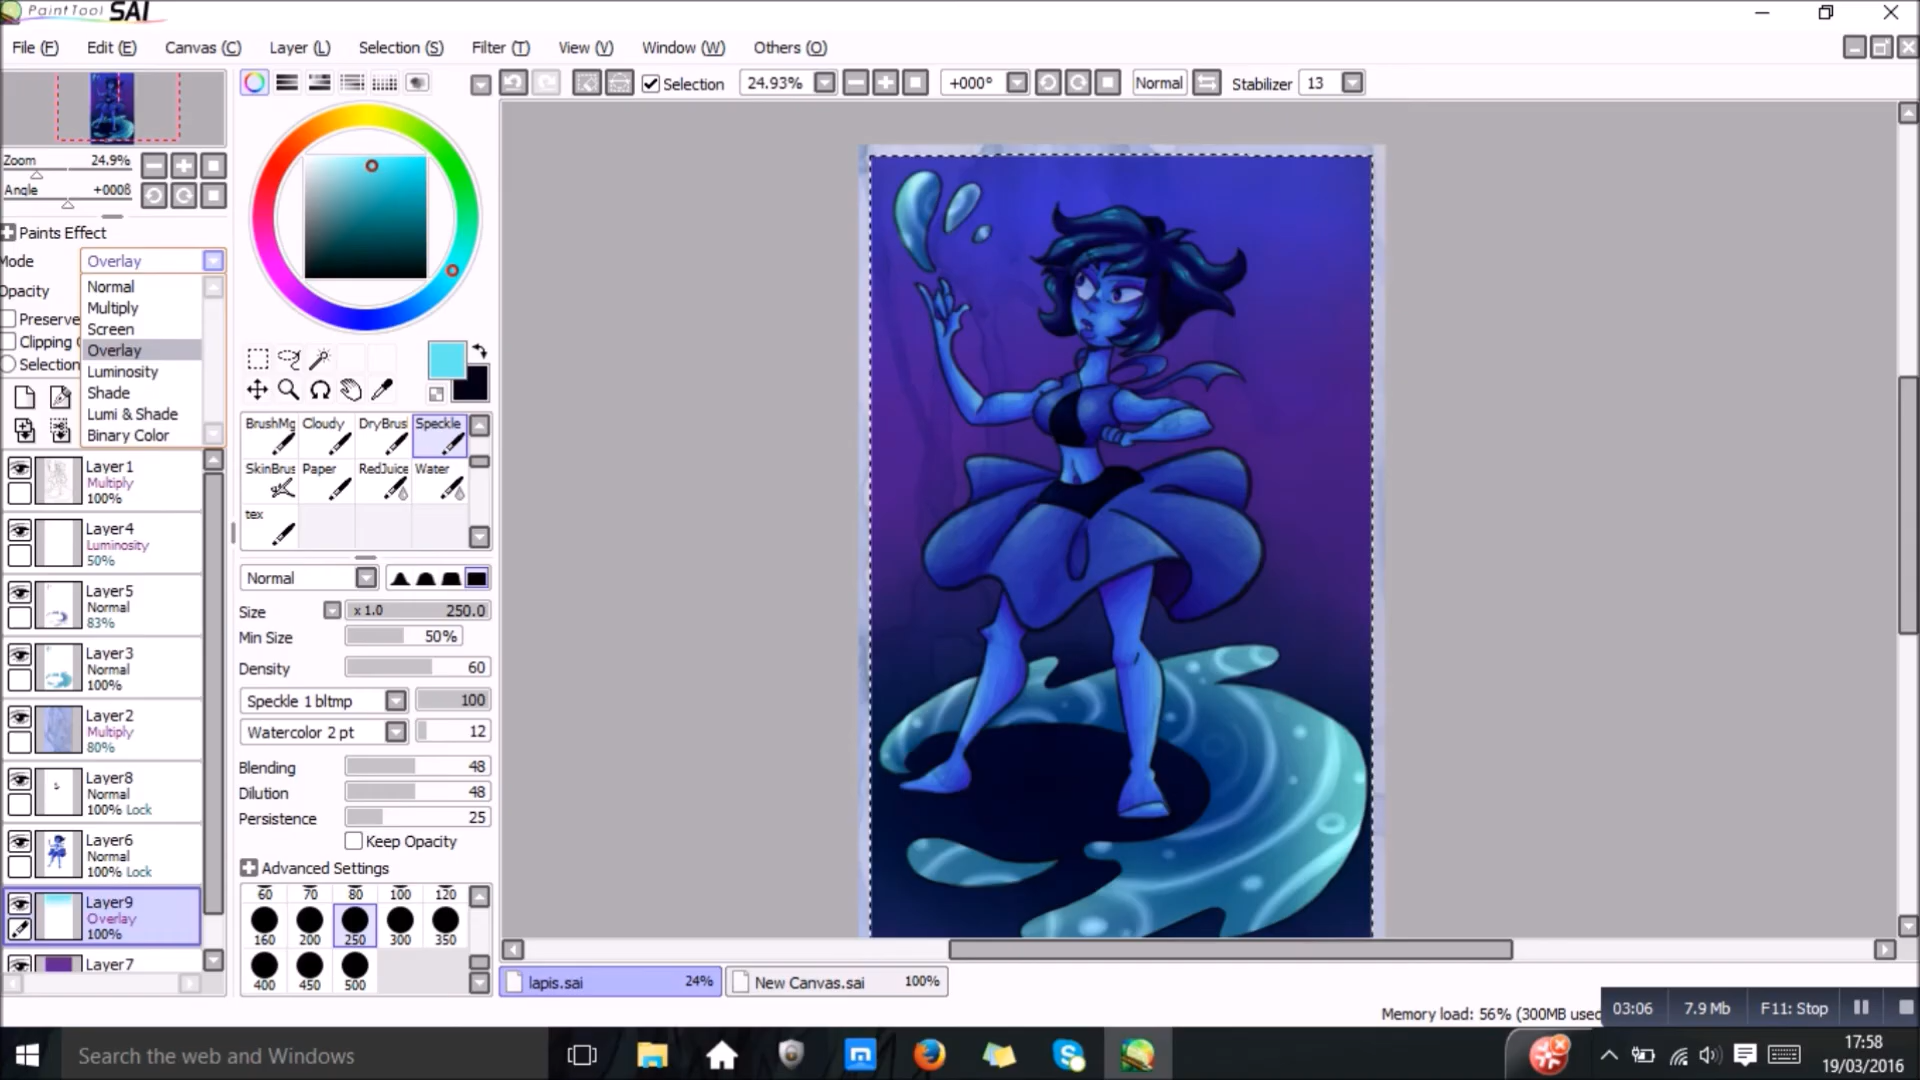 PaintTool SAI
File (F) Edit (E) Canvas (C) Layer (L) Selection (S) Filter (T) View (V) Window (W) Others (O)
Selection 24.93% +000° Normal Stabilizer 13
Zoom 24.9%
Angle +000ß
Paints Effect
Mode Overlay
Opacity
Preserve
Clipping
Selection
Normal
Multiply
Screen
Overlay
Luminosity
Shade
Lumi & Shade
Binary Color
Layer1
Multiply
100%
Layer4
Luminosity
50%
Layer5
Normal
83%
Layer3
Normal
100%
Layer2
Multiply
80%
Layer8
Normal
100% Lock
Layer6
Normal
100% Lock
Layer9
Overlay
100%
Layer7
BrushMg Cloudy DryBrus Speckle
SkinBrus Paper RedJuice Water
tex
Normal
Size x 1.0 250.0
Min Size 50%
Density 60
Speckle 1 bltmp 100
Watercolor 2 pt 12
Blending 48
Dilution 48
Persistence 25
Keep Opacity
Advanced Settings
60 70 80 100 120
160 200 250 300 350
400 450 500
lapis.sai 24% New Canvas.sai 100%
Memory load: 56% (300MB used
03:06 7.9 Mb F11: Stop
Search the web and Windows
17:58
19/03/2016